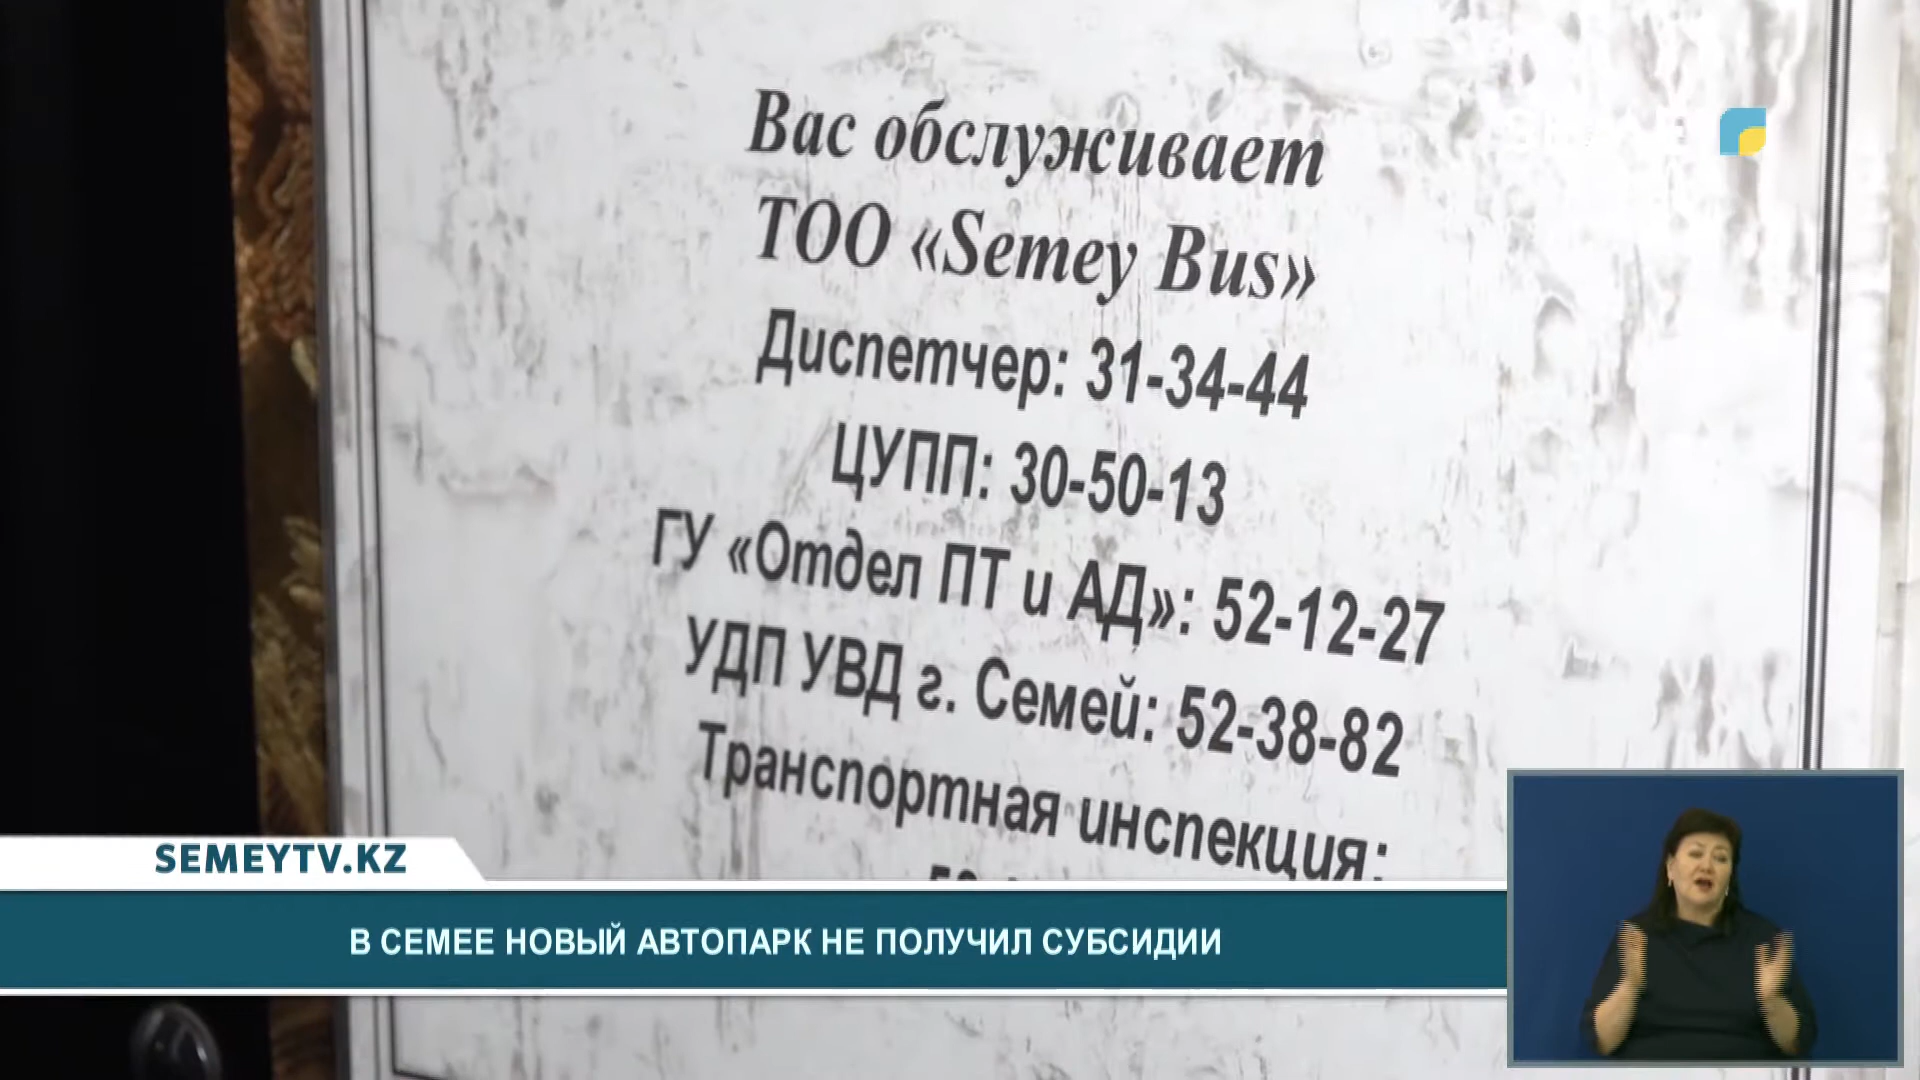 Вас обслуживает
ТОО «Semey Bus»
Диспетчер: 31-34-44
ЦУПП: 30-50-13
ГУ «Отдел ПТ и АД»: 52-12-27
УДП УВД г. Семей: 52-38-82
Транспортная инспекция:
SEMEYTV.KZ
В СЕМЕЕ НОВЫЙ АВТОПАРК НЕ ПОЛУЧИЛ СУБСИДИИ